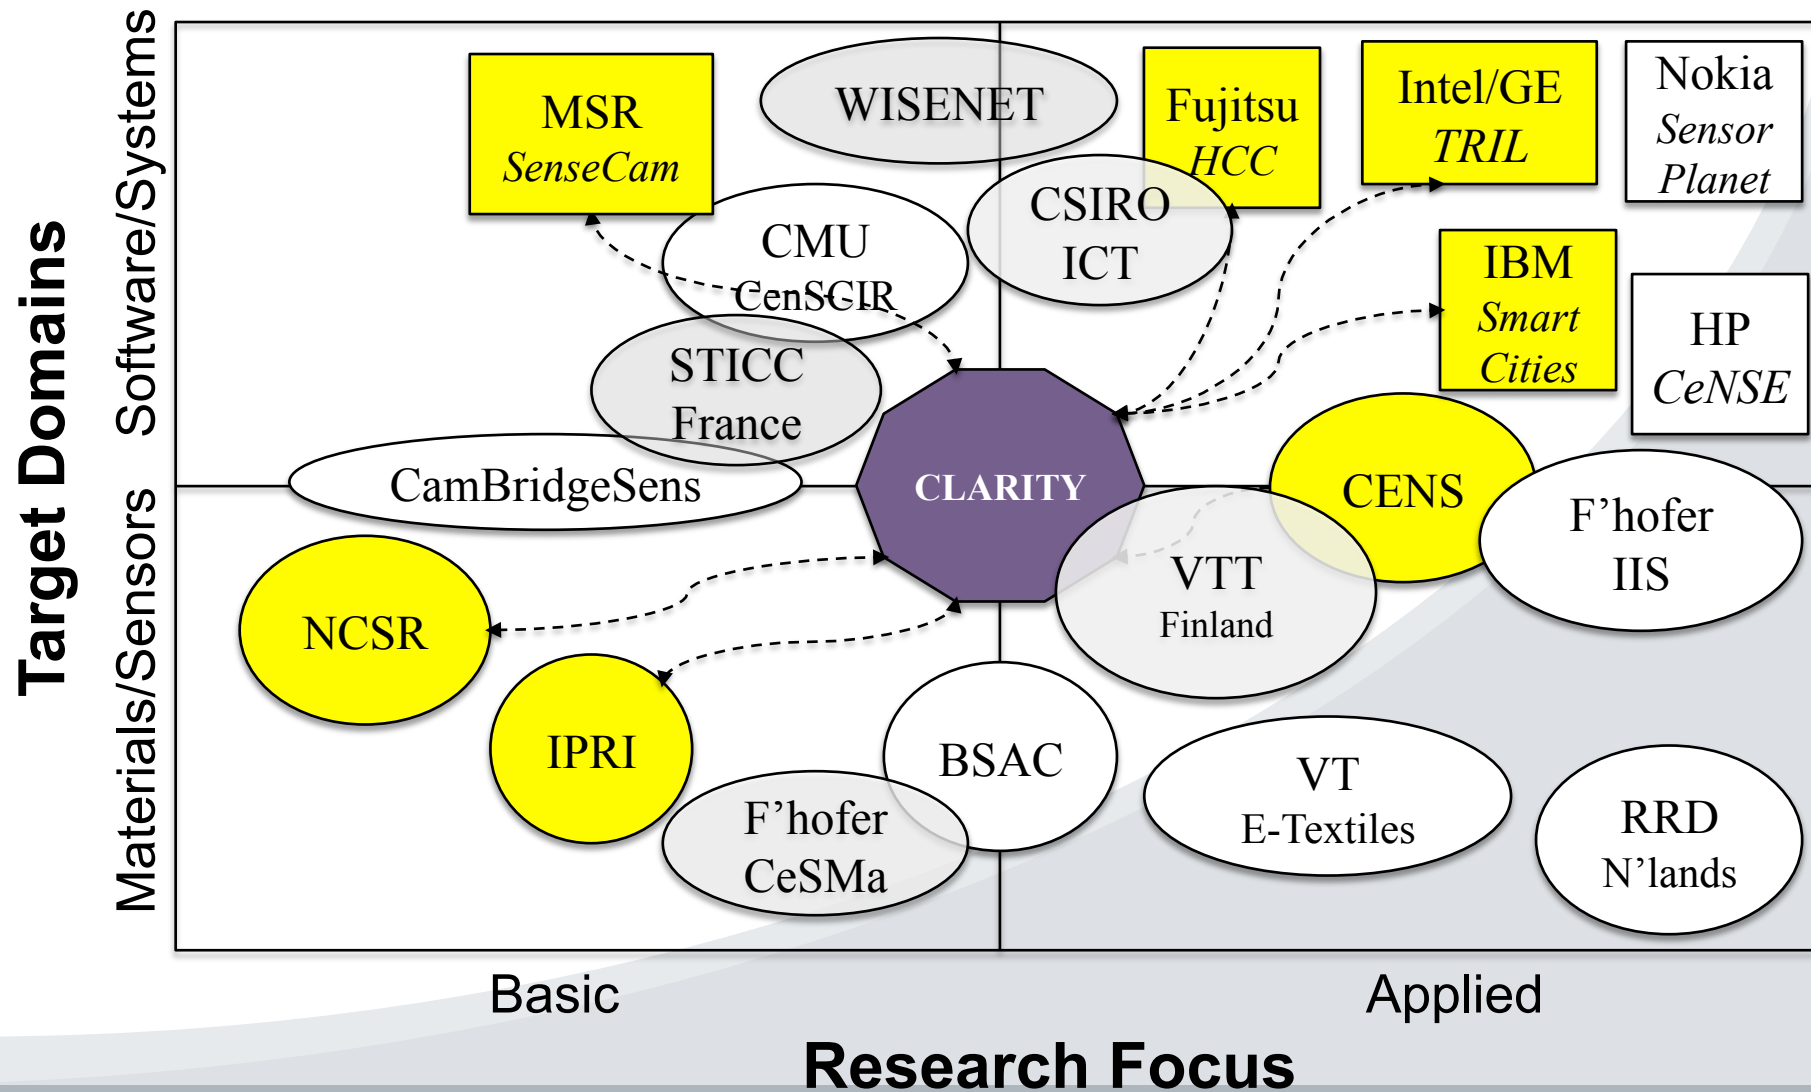 Target Domains
Software/Systems
Materials/Sensors
MSR
SenseCam
WISENET
Fujitsu
HCC
Intel/GE
TRIL
Nokia
Sensor
Planet
CMU
CenSCIR
CSIRO
ICT
IBM
Smart
Cities
HP
CeNSE
STICC
France
CamBridgeSens
CLARITY
CENS
F’hofer
IIS
NCSR
VTT
Finland
IPRI
BSAC
F’hofer
CeSMa
VT
E-Textiles
RRD
N’lands
Basic
Applied
Research Focus